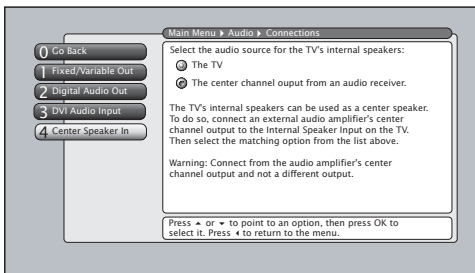 Main Menu ▸ Audio ▸ Connections
0 Go Back
1 Fixed/Variable Out
2 Digital Audio Out
3 DVI Audio Input
4 Center Speaker In
Select the audio source for the TV's internal speakers:
The TV
The center channel ouput from an audio receiver.
The TV's internal speakers can be used as a center speaker.
To do so, connect an external audio amplifier's center
channel output to the Internal Speaker Input on the TV.
Then select the matching option from the list above.
Warning: Connect from the audio amplifier's center
channel output and not a different output.
Press ▲ or ▼ to point to an option, then press OK to
select it. Press ◂ to return to the menu.